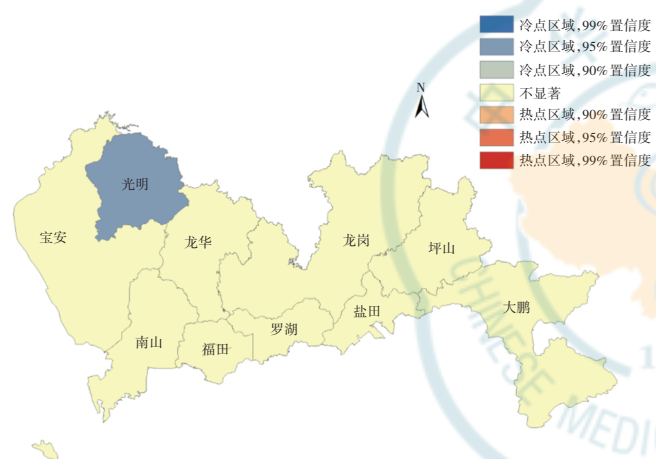 冷点区域,99%置信度
冷点区域,95%置信度
冷点区域,90%置信度
不显著
热点区域,90%置信度
热点区域,95%置信度
热点区域,99%置信度
N
光明
宝安
龙华
龙岗
坪山
大鹏
盐田
罗湖
福田
南山
CHINESE MEDI